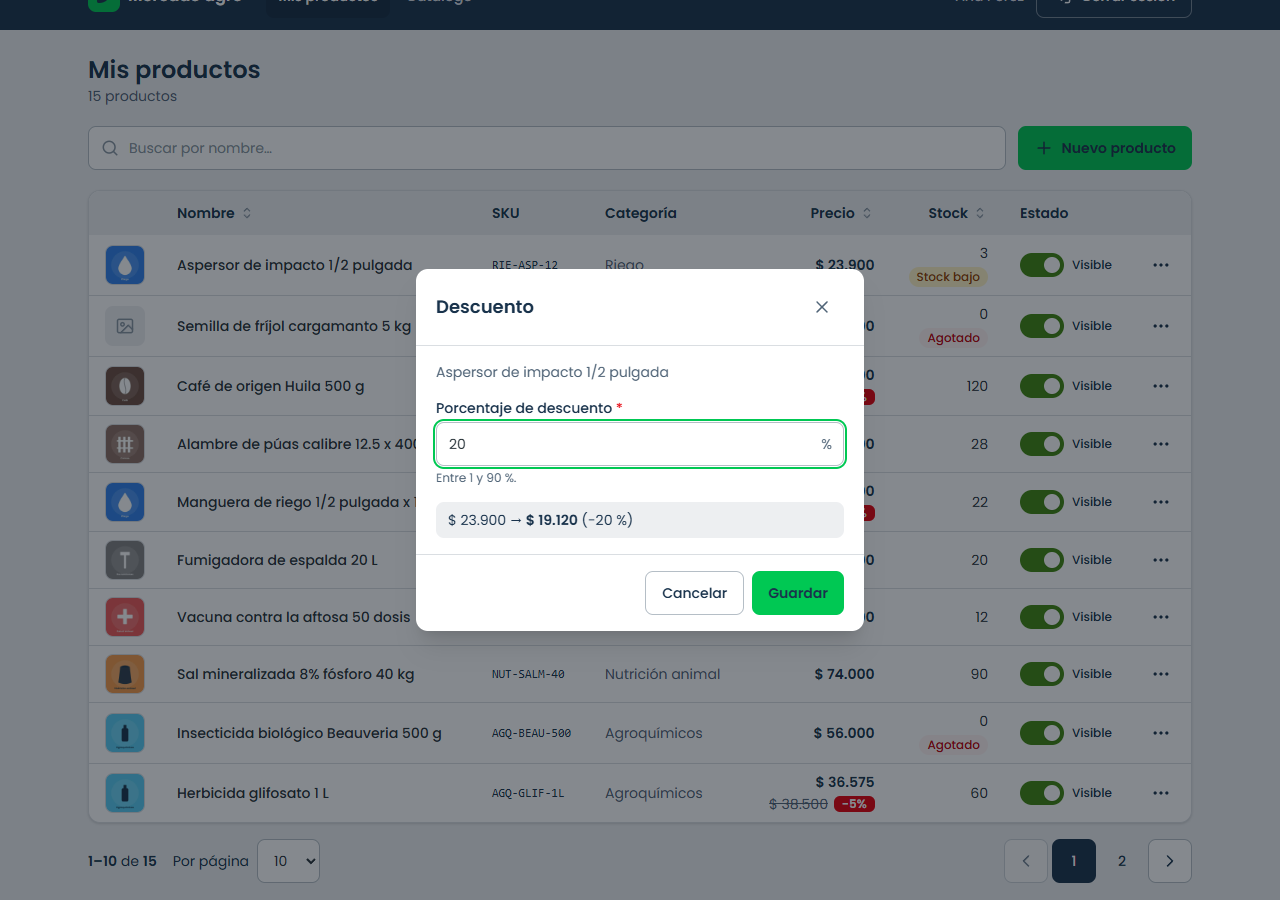 Mis productos
15 productos
Buscar por nombre...
Nuevo producto
Nombre SKU Categoría Precio Stock Estado
Aspersor de impacto 1/2 pulgada RIE-ASP-12 Riego $ 23.900 3 Visible
Stock bajo
Semilla de fríjol cargamanto 5 kg 0 Visible
Agotado
Café de origen Huila 500 g 120 Visible
Alambre de púas calibre 12.5 x 28 Visible
Manguera de riego 1/2 pulgada x 22 Visible
Fumigadora de espalda 20 L 20 Visible
Vacuna contra la aftosa 50 dosis 12 Visible
Sal mineralizada 8% fósforo 40 kg NUT-SALM-40 Nutrición animal $ 74.000 90 Visible
Insecticida biológico Beauveria 500 g AGQ-BEAU-500 Agroquímicos $ 56.000 0 Visible
Agotado
Herbicida glifosato 1 L AGQ-GLIF-1L Agroquímicos $ 36.575 60 Visible
$ 38.500 -5%
1–10 de 15 Por página 10 1 2
Descuento
Aspersor de impacto 1/2 pulgada
Porcentaje de descuento *
20 %
Entre 1 y 90 %.
$ 23.900 → $ 19.120 (-20 %)
Cancelar Guardar